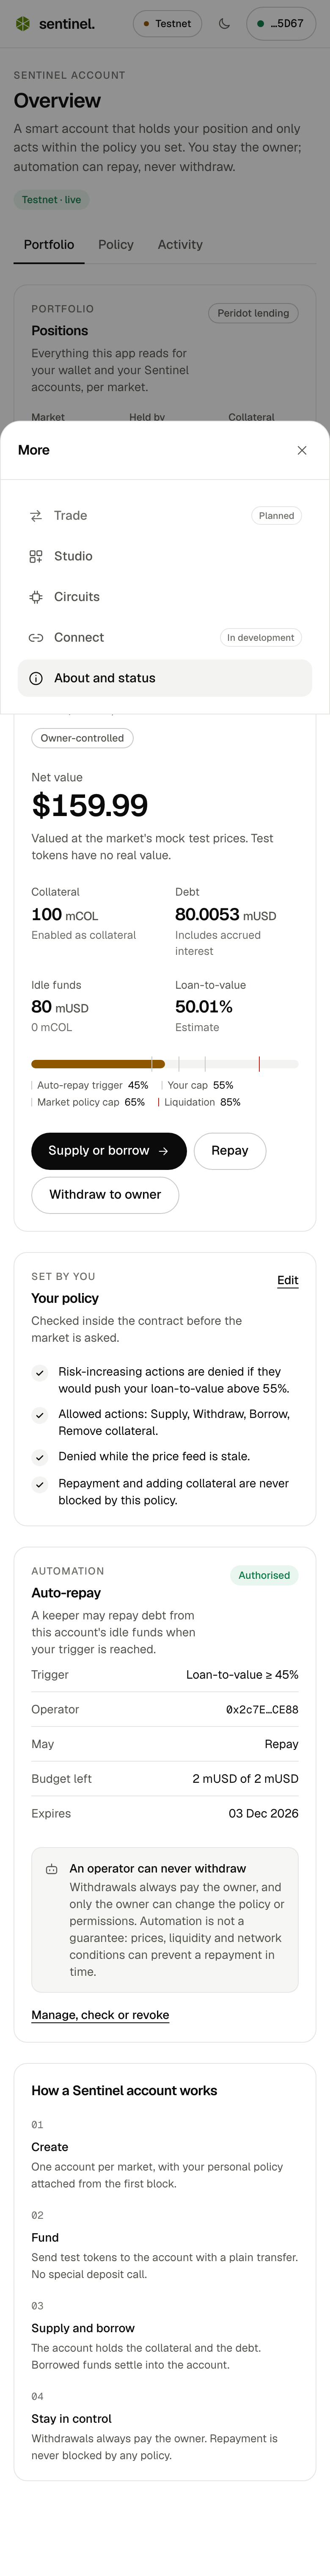 sentinel.
Testnet
...5D67
SENTINEL ACCOUNT
Overview
A smart account that holds your position and only
acts within the policy you set. You stay the owner;
automation can repay, never withdraw.
Testnet · live
Portfolio
Policy
Activity
PORTFOLIO
Peridot lending
Positions
Everything this app reads for
your wallet and your Sentinel
accounts, per market.
Market
Held by
Collateral
More
Trade
Planned
Studio
Circuits
Connect
In development
About and status
Owner-controlled
Net value
$159.99
Valued at the market's mock test prices. Test
tokens have no real value.
Collateral
Debt
100 mCOL
80.0053 mUSD
Enabled as collateral
Includes accrued
interest
Idle funds
Loan-to-value
80 mUSD
50.01%
0 mCOL
Estimate
Auto-repay trigger 45%
Your cap 55%
Market policy cap 65%
Liquidation 85%
Supply or borrow →
Repay
Withdraw to owner
SET BY YOU
Edit
Your policy
Checked inside the contract before the
market is asked.
Risk-increasing actions are denied if they
would push your loan-to-value above 55%.
Allowed actions: Supply, Withdraw, Borrow,
Remove collateral.
Denied while the price feed is stale.
Repayment and adding collateral are never
blocked by this policy.
AUTOMATION
Authorised
Auto-repay
A keeper may repay debt from
this account's idle funds when
your trigger is reached.
Trigger
Loan-to-value ≥ 45%
Operator
0x2c7E…CE88
May
Repay
Budget left
2 mUSD of 2 mUSD
Expires
03 Dec 2026
An operator can never withdraw
Withdrawals always pay the owner, and
only the owner can change the policy or
permissions. Automation is not a
guarantee: prices, liquidity and network
conditions can prevent a repayment in
time.
Manage, check or revoke
How a Sentinel account works
01
Create
One account per market, with your personal policy
attached from the first block.
02
Fund
Send test tokens to the account with a plain transfer.
No special deposit call.
03
Supply and borrow
The account holds the collateral and the debt.
Borrowed funds settle into the account.
04
Stay in control
Withdrawals always pay the owner. Repayment is
never blocked by any policy.